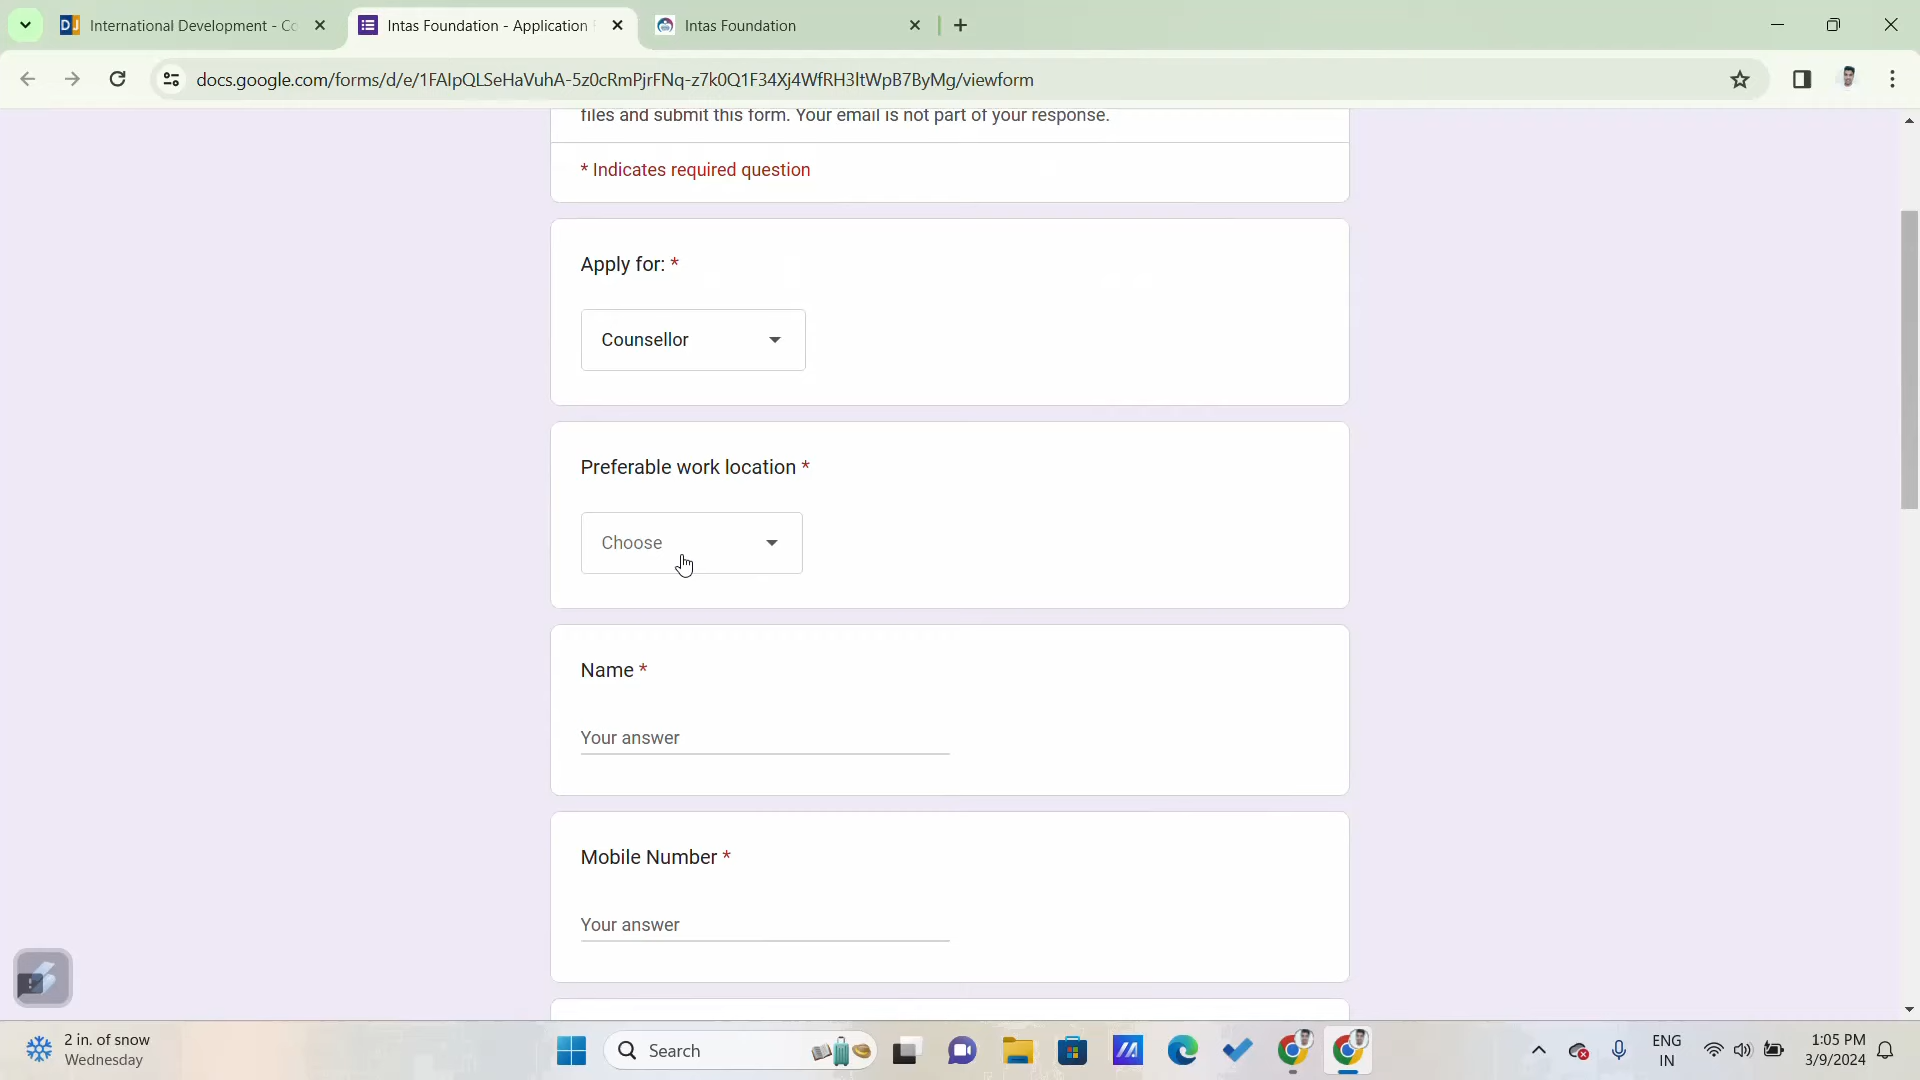 International Development - Co
Intas Foundation - Application
Intas Foundation
docs.google.com/forms/d/e/1FAIpQLSeHaVuhA-5z0cRmPjrFNq-z7k0Q1F34Xj4WfRH3ltWpB7ByMg/viewform
files and submit this form. Your email is not part of your response.
* Indicates required question
Apply for: *
Counsellor
Preferable work location *
Choose
Name *
Your answer
Mobile Number *
Your answer
2 in. of snow
Wednesday
Search
ENG
IN
1:05 PM
3/9/2024